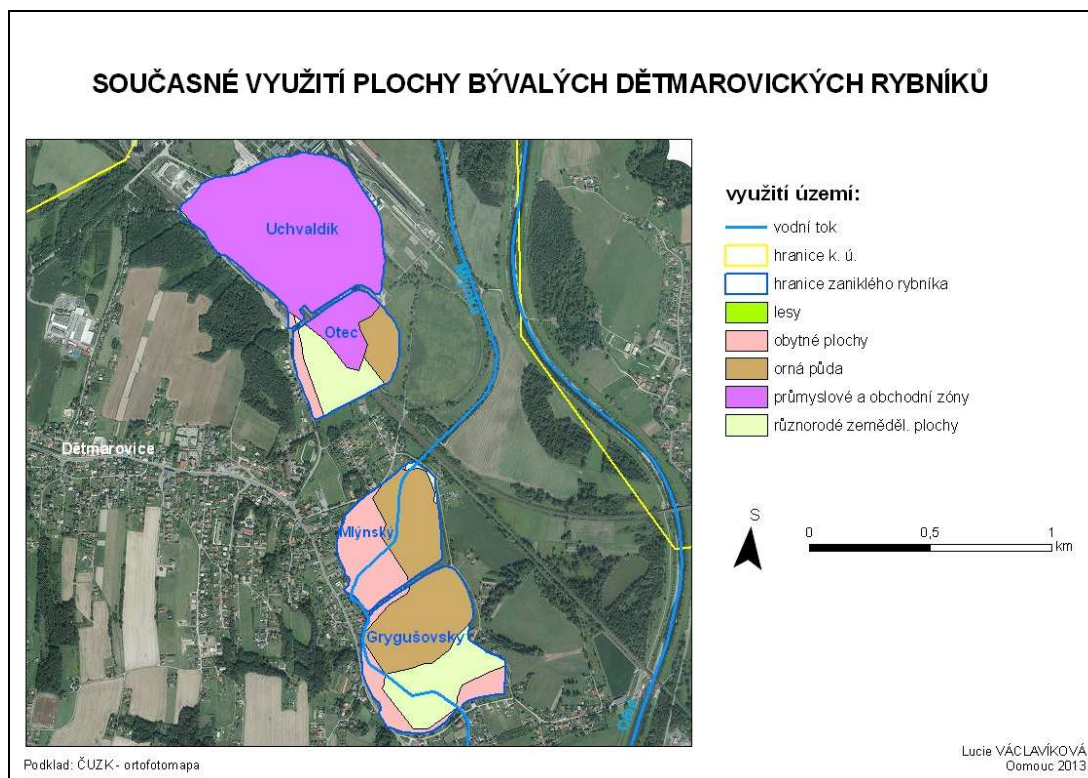 SOUČASNÉ VYUŽITÍ PLOCHY BÝVALÝCH DĚTMAROVICKÝCH RYBNÍKŮ
Uchvaldík
Otec
Dětmarovice
Mlýnský
Grygušovský
využití území:
vodní tok
hranice k. ú.
hranice zaniklého rybníka
lesy
obytné plochy
orná půda
průmyslové a obchodní zóny
různorodé zeměděl. plochy
S
0 0,5 1
km
Podklad: ČUZK - ortofotomapa
Lucie VÁCLAVÍKOVÁ
Oomouc 2013